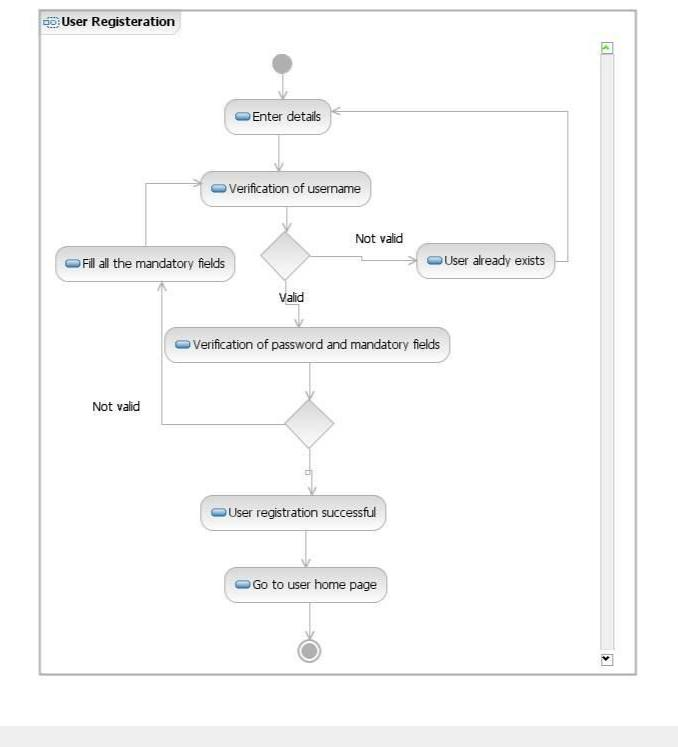 User Registeration
Enter details
Verification of username
Not valid
Fill all the mandatory fields
User already exists
Valid
Verification of password and mandatory fields
Not valid
User registration successful
Go to user home page